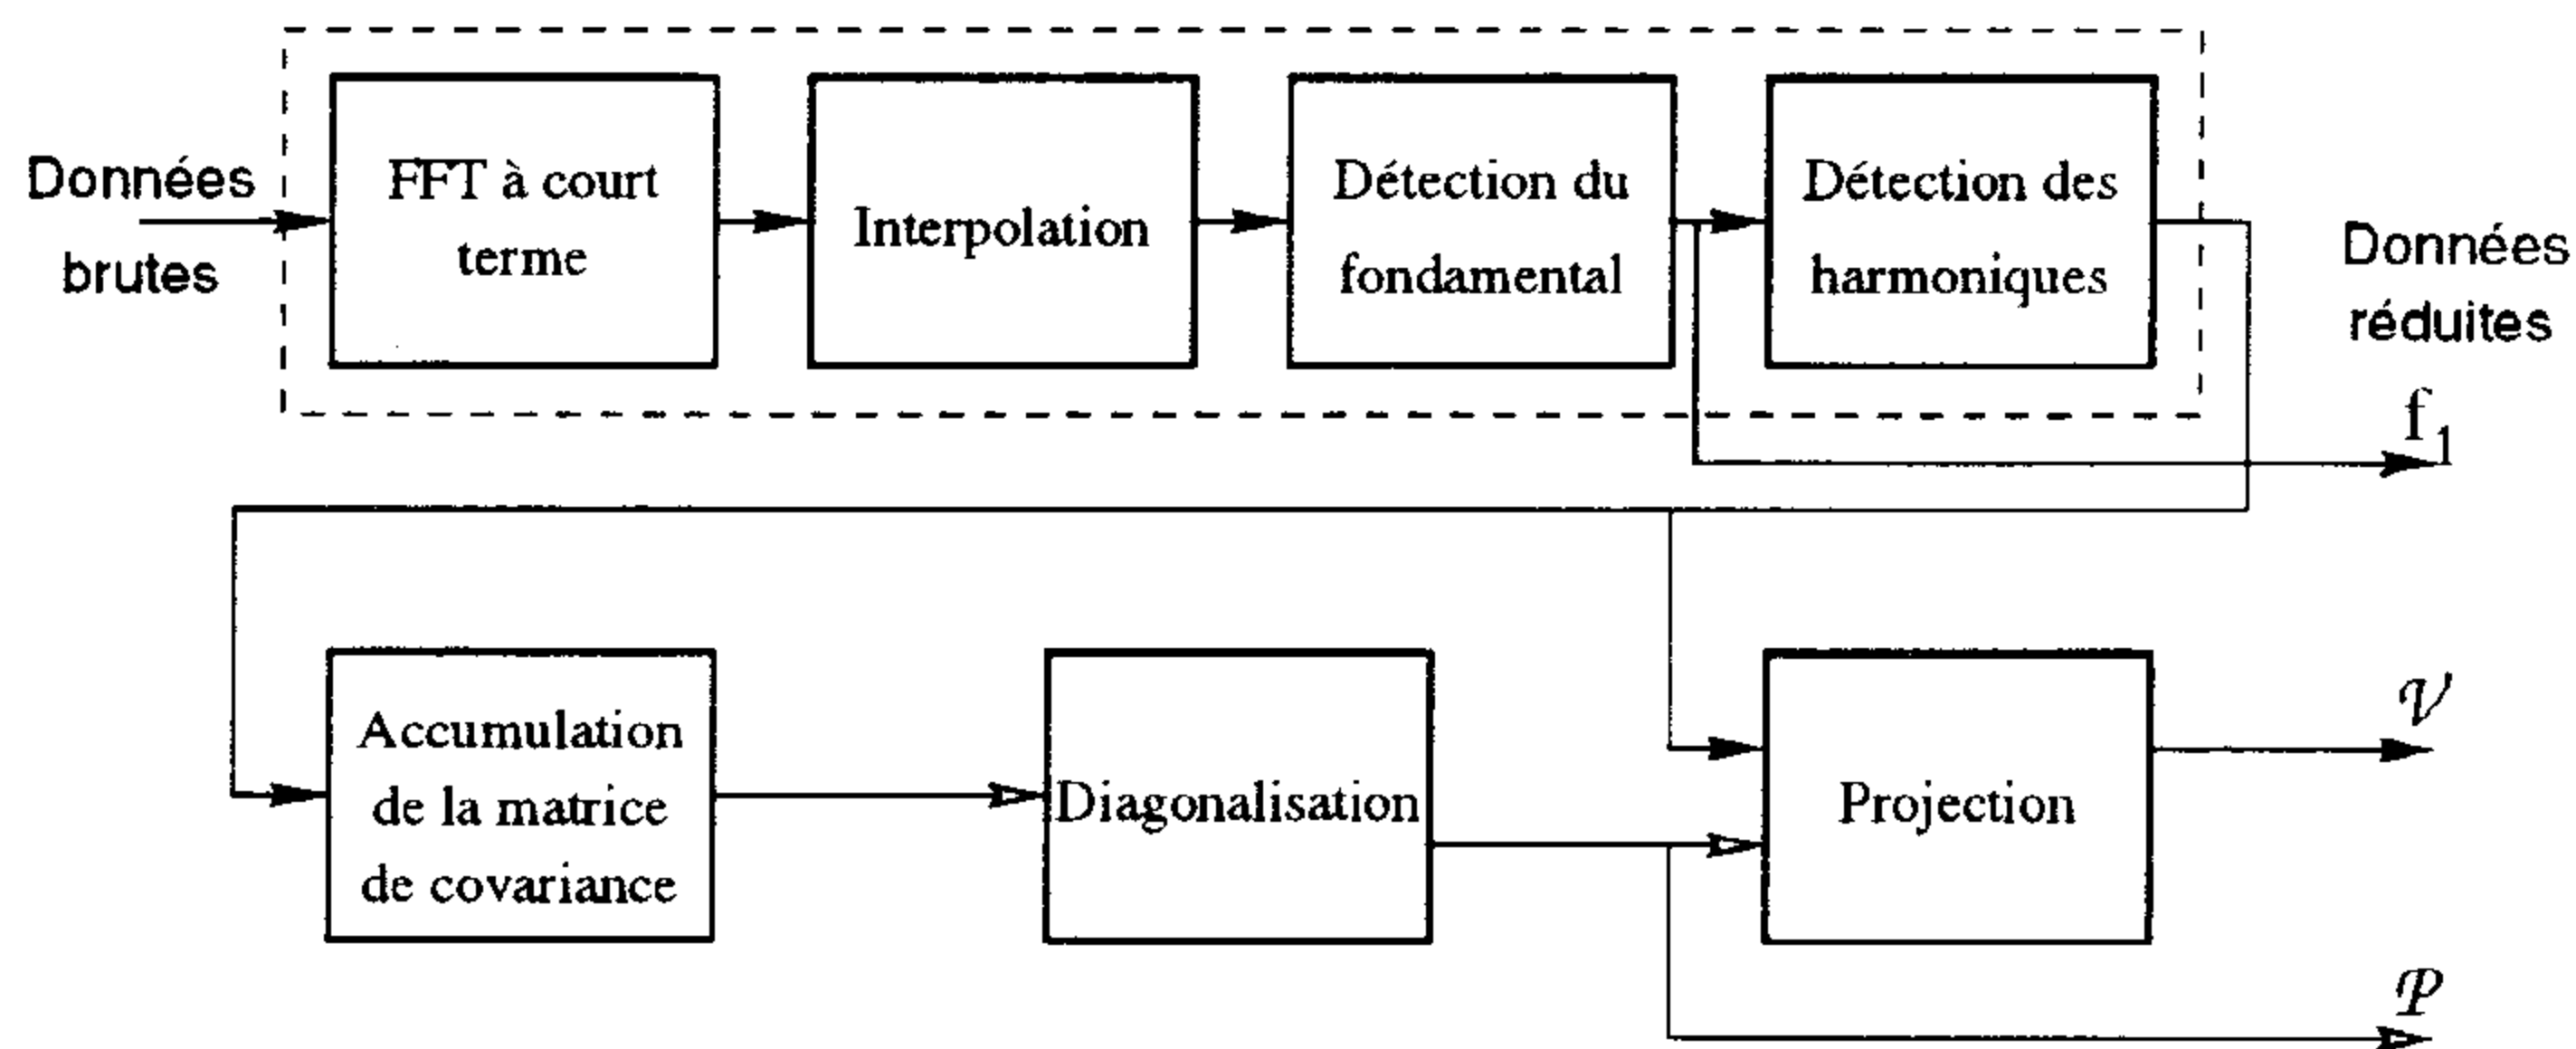 Données
brutes
FFT à court
terme
Interpolation
Détection du
fondamental
Détection des
harmoniques
Données
réduites
f₁
Accumulation
de la matrice
de covariance
Diagonalisation
Projection
𝒱
𝒫